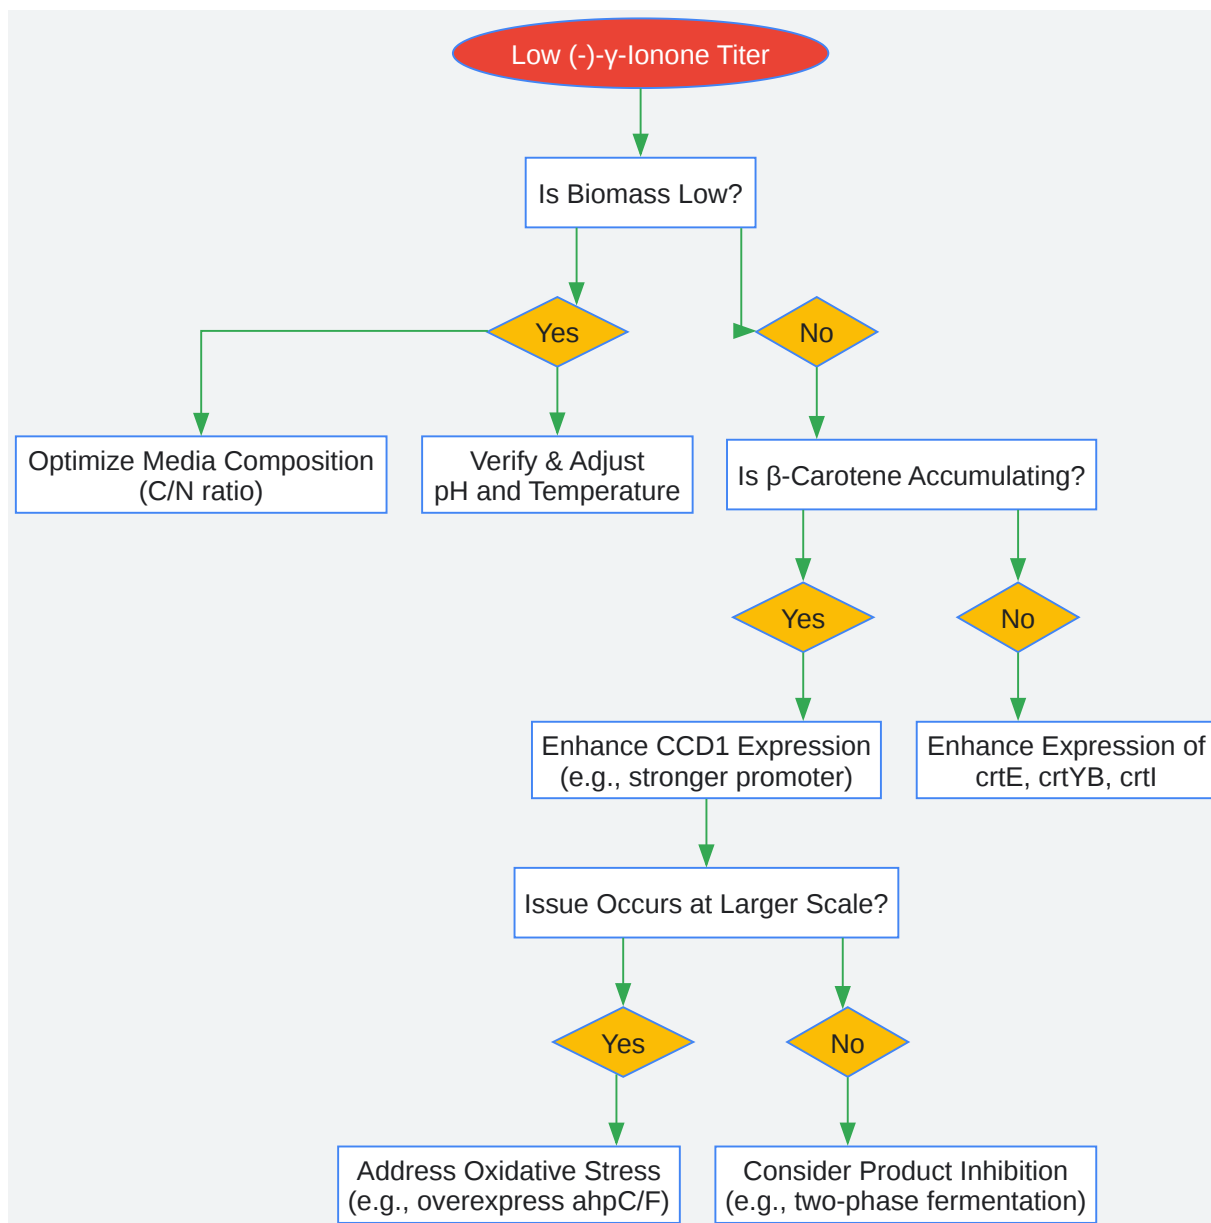 Low (-)-γ-Ionone Titer
Is Biomass Low?
Yes
No
Optimize Media Composition
(C/N ratio)
Verify & Adjust
pH and Temperature
Is β-Carotene Accumulating?
Yes
No
Enhance CCD1 Expression
(e.g., stronger promoter)
Enhance Expression of
crtE, crtYB, crtI
Issue Occurs at Larger Scale?
Yes
No
Address Oxidative Stress
(e.g., overexpress ahpC/F)
Consider Product Inhibition
(e.g., two-phase fermentation)